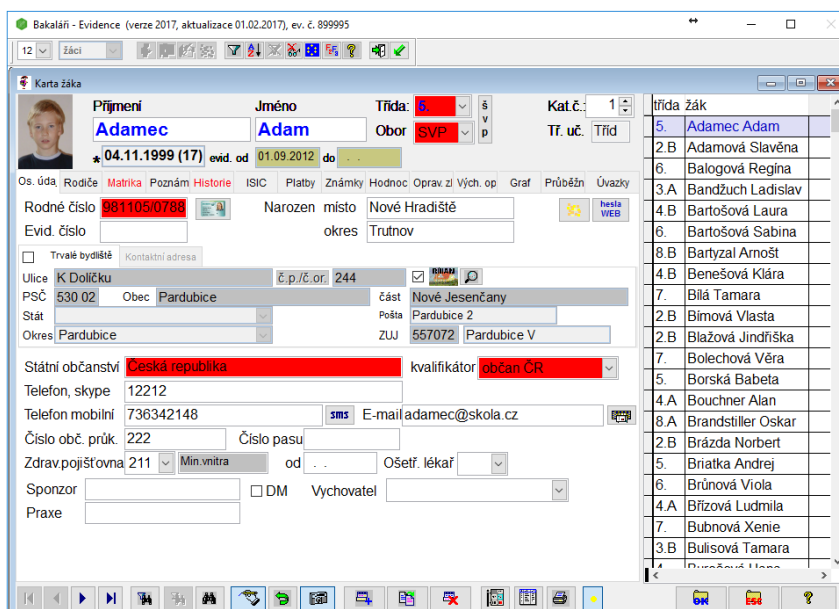 Bakaláři - Evidence (verze 2017, aktualizace 01.02.2017), ev. č. 899995
12 žáci
Karta žáka
Příjmení Jméno Třída: 5. Kat.č.: 1
Adamec Adam Obor SVP Tř. uč. Tříd
* 04.11.1999 (17) evid. od 01.09.2012 do . .
Os. úda Rodiče Matrika Poznám Historie ISIC Platby Známky Hodnoc Oprav. zl Vých. op Graf Průběžn Úvazky
Rodné číslo 981105/0788 Narozen místo Nové Hradiště hesla WEB
Evid. číslo okres Trutnov
Trvalé bydliště Kontaktní adresa
Ulice K Dolíčku č.p./č.or. 244
PSČ 530 02 Obec Pardubice část Nové Jesenčany
Stát Pošta Pardubice 2
Okres Pardubice ZUJ 557072 Pardubice V
Státní občanství Česká republika kvalifikátor občan ČR
Telefon, skype 12212
Telefon mobilní 736342148 sms E-mail adamec@skola.cz
Číslo obč. průk. 222 Číslo pasu
Zdrav.pojišťovna 211 Min.vnitra od . . Ošetř. lékař
Sponzor DM Vychovatel
Praxe
š
v
p
třída žák
5. Adamec Adam
2.B Adamová Slavěna
6. Balogová Regína
3.A Bandžuch Ladislav
4.B Bartošová Laura
6. Bartošová Sabina
8.B Bartyzal Arnošt
4.B Benešová Klára
7. Bílá Tamara
2.B Bímová Vlasta
2.B Blažová Jindřiška
7. Bolechová Věra
5. Borská Babeta
4.A Bouchner Alan
8.A Brandstiller Oskar
2.B Brázda Norbert
5. Briatka Andrej
6. Brůnová Viola
4.A Břízová Ludmila
7. Bubnová Xenie
3.B Bulisová Tamara
OK ESC ?